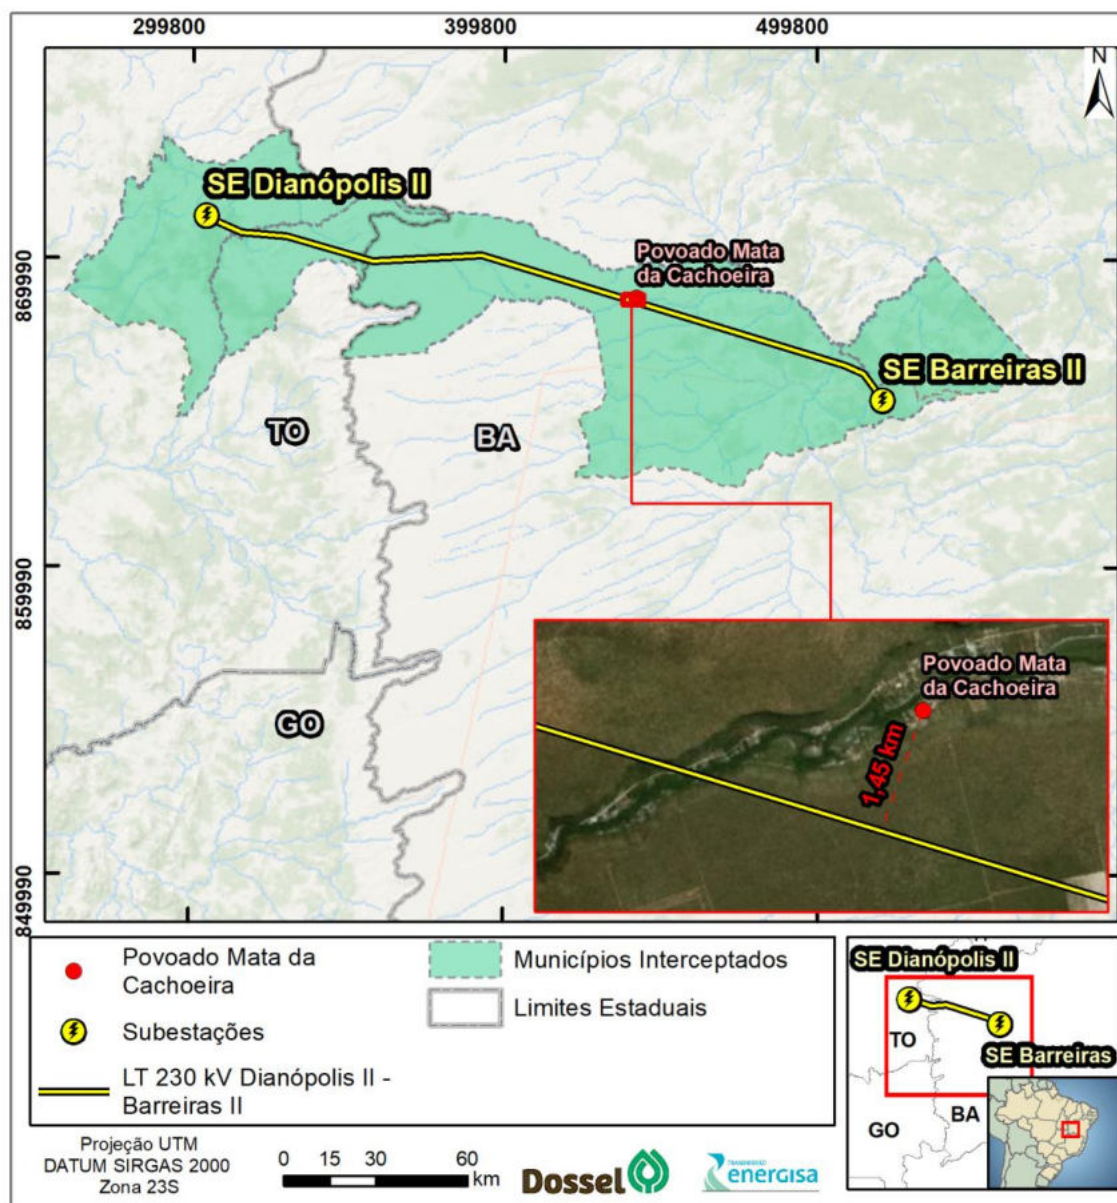 299800
399800
499800
N
SE Dianópolis II
Povoado Mata
da Cachoeira
869990
SE Barreiras II
TO
BA
859990
GO
Povoado Mata
da Cachoeira
1,45 km
849990
Povoado Mata da
Cachoeira
Subestações
LT 230 kV Dianópolis II -
Barreiras II
Municípios Interceptados
Limites Estaduais
SE Dianópolis II
TO
SE Barreiras
GO
BA
Projeção UTM
DATUM SIRGAS 2000
Zona 23S
0 15 30 60
km
Dossel
TRANSMISSÃO
energisa